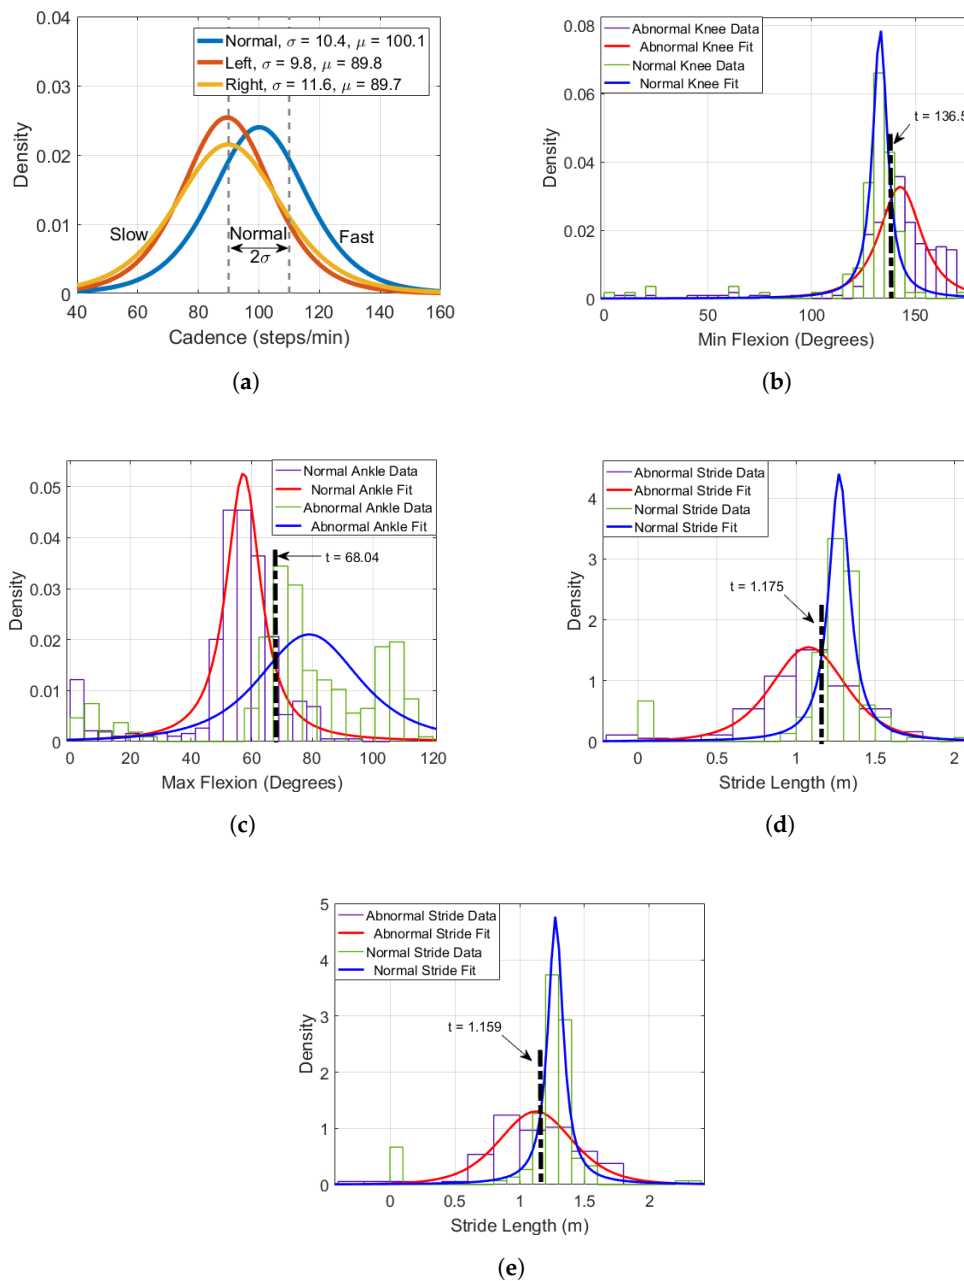 0.04
0.03
0.02
0.01
0
Density
Normal, σ = 10.4, μ = 100.1
Left, σ = 9.8, μ = 89.8
Right, σ = 11.6, μ = 89.7
Slow
Normal
2σ
Fast
40 60 80 100 120 140 160
Cadence (steps/min)
(a)
0.08
0.06
0.04
0.02
0
Density
Abnormal Knee Data
Abnormal Knee Fit
Normal Knee Data
Normal Knee Fit
t = 136.5
0 50 100 150
Min Flexion (Degrees)
(b)
0.05
0.04
0.03
0.02
0.01
0
Density
Normal Ankle Data
Normal Ankle Fit
Abnormal Ankle Data
Abnormal Ankle Fit
t = 68.04
0 20 40 60 80 100 120
Max Flexion (Degrees)
(c)
4
3
2
1
0
Density
Abnormal Stride Data
Abnormal Stride Fit
Normal Stride Data
Normal Stride Fit
t = 1.175
0 0.5 1 1.5 2
Stride Length (m)
(d)
5
4
3
2
1
0
Density
Abnormal Stride Data
Abnormal Stride Fit
Normal Stride Data
Normal Stride Fit
t = 1.159
0 0.5 1 1.5 2
Stride Length (m)
(e)